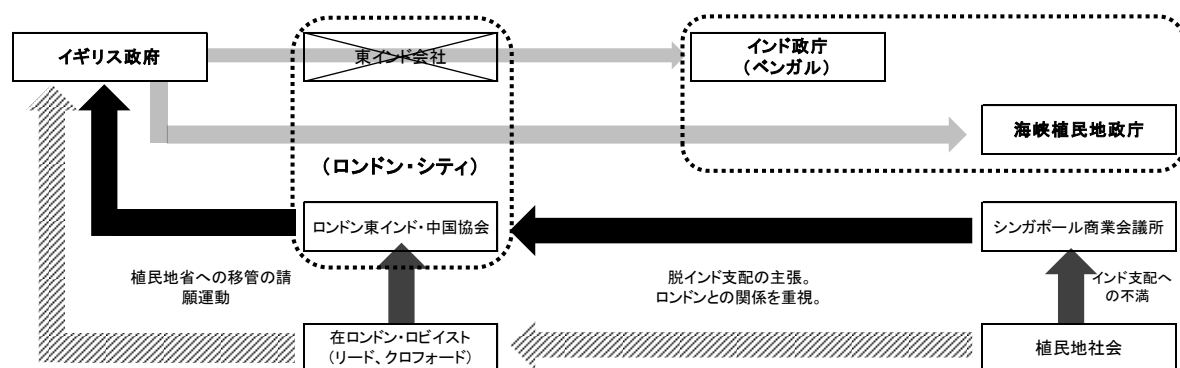 イギリス政府
東インド会社
インド政庁
(ベンガル)
海峡植民地政庁
(ロンドン・シティ)
ロンドン東インド・中国協会
シンガポール商業会議所
植民地省への移管の請
願運動
脱インド支配の主張。
ロンドンとの関係を重視。
インド支配へ
の不満
在ロンドン・ロビイスト
(リード、クロフォード)
植民地社会